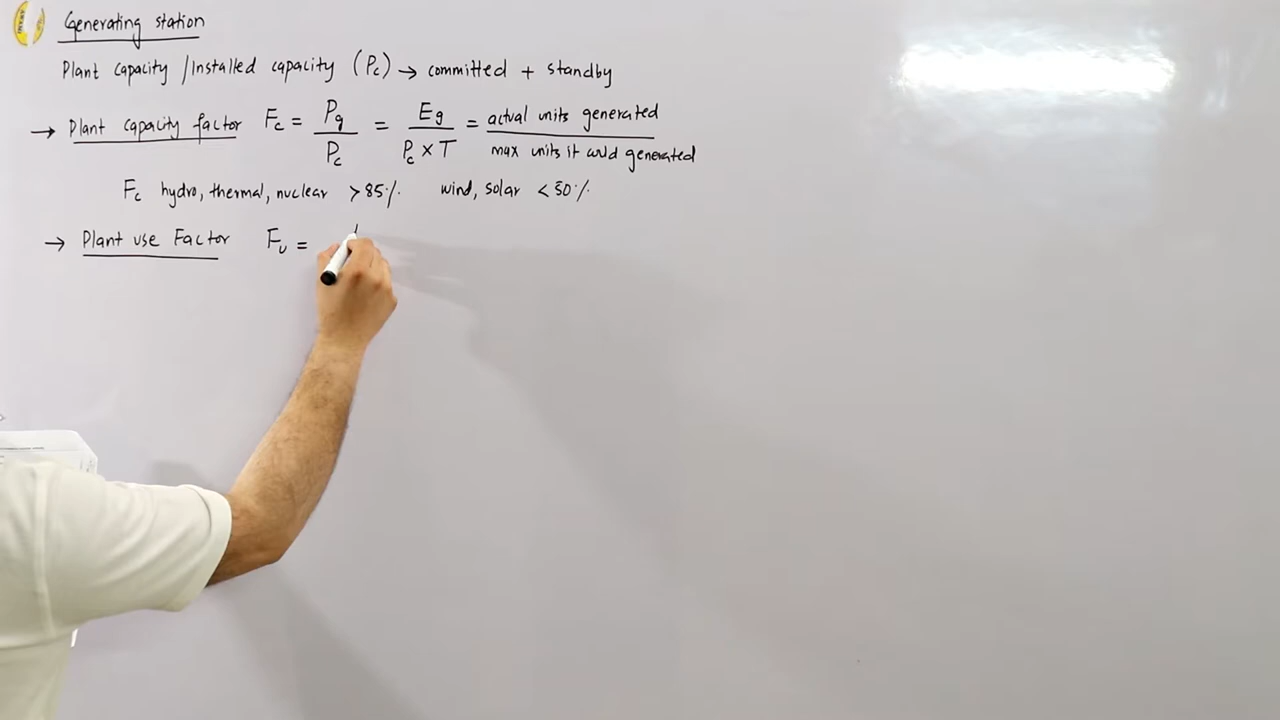 Generating station
Plant capacity / Installed capacity (Pc) → committed + standby
→ Plant capacity factor Fc = Pg / Pc = Eg / Pc × T = actual units generated / max units it could generated
Fc hydro, thermal, nuclear > 85% wind, solar < 50%
→ Plant use Factor Fu =